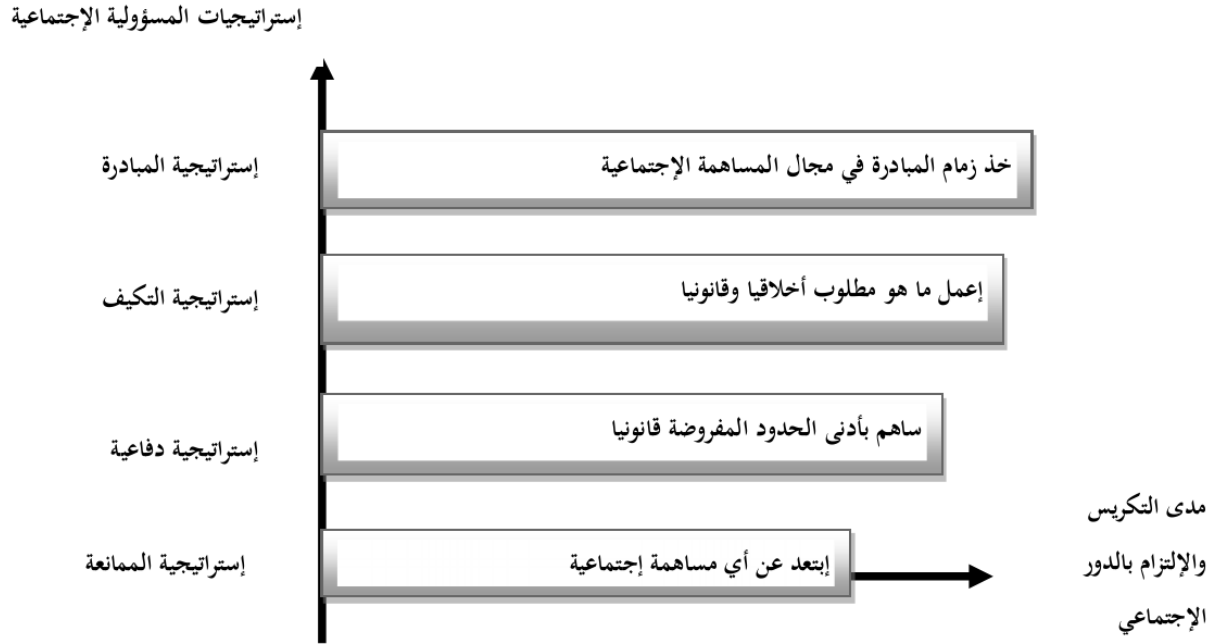 إستراتيجيات المسؤولية الإجتماعية
إستراتيجية المبادرة
خذ زمام المبادرة في مجال المساهمة الإجتماعية
إستراتيجية التكيف
إعمل ما هو مطلوب أخلاقيا وقانونيا
إستراتيجية دفاعية
ساهم بأدنى الحدود المفروضة قانونيا
إستراتيجية الممانعة
إبتعد عن أي مساهمة إجتماعية
مدى التكريس
والإلتزام بالدور
الإجتماعي